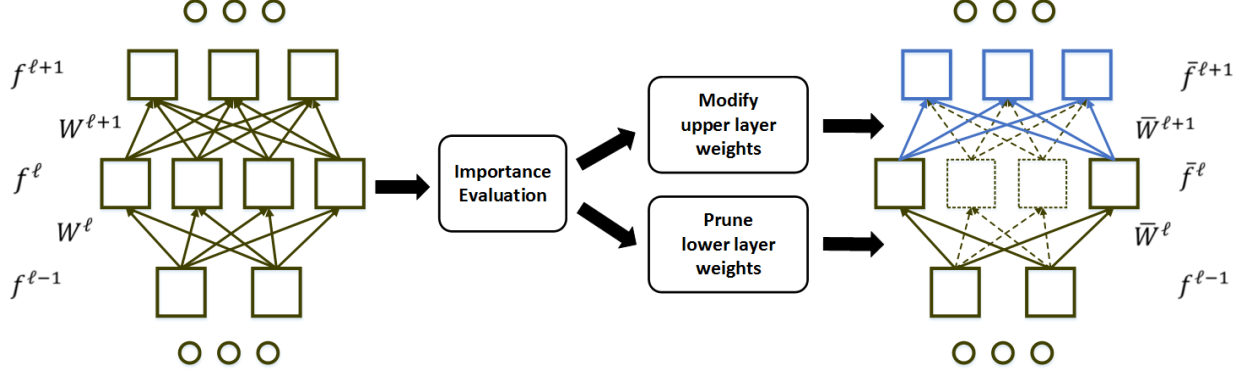 f^{ℓ+1}
W^{ℓ+1}
f^ℓ
W^ℓ
f^{ℓ-1}
Importance
Evaluation
Modify
upper layer
weights
Prune
lower layer
weights
f̄^{ℓ+1}
W̄^{ℓ+1}
f̄^ℓ
W̄^ℓ
f^{ℓ-1}